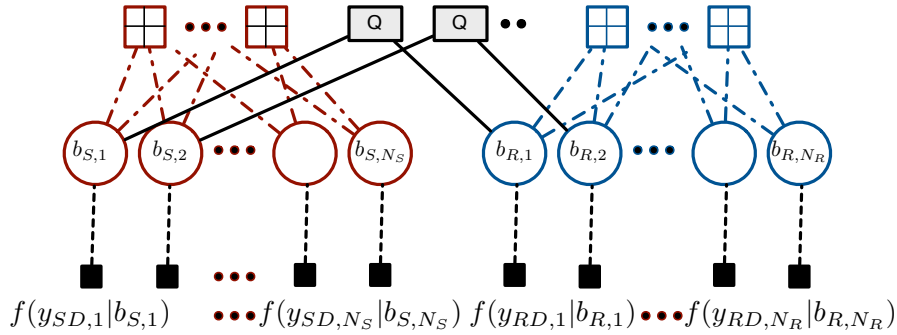 Q Q
b_{S,1} b_{S,2} b_{S,N_S} b_{R,1} b_{R,2} b_{R,N_R}
f(y_{SD,1}|b_{S,1}) f(y_{SD,N_S}|b_{S,N_S}) f(y_{RD,1}|b_{R,1}) f(y_{RD,N_R}|b_{R,N_R})